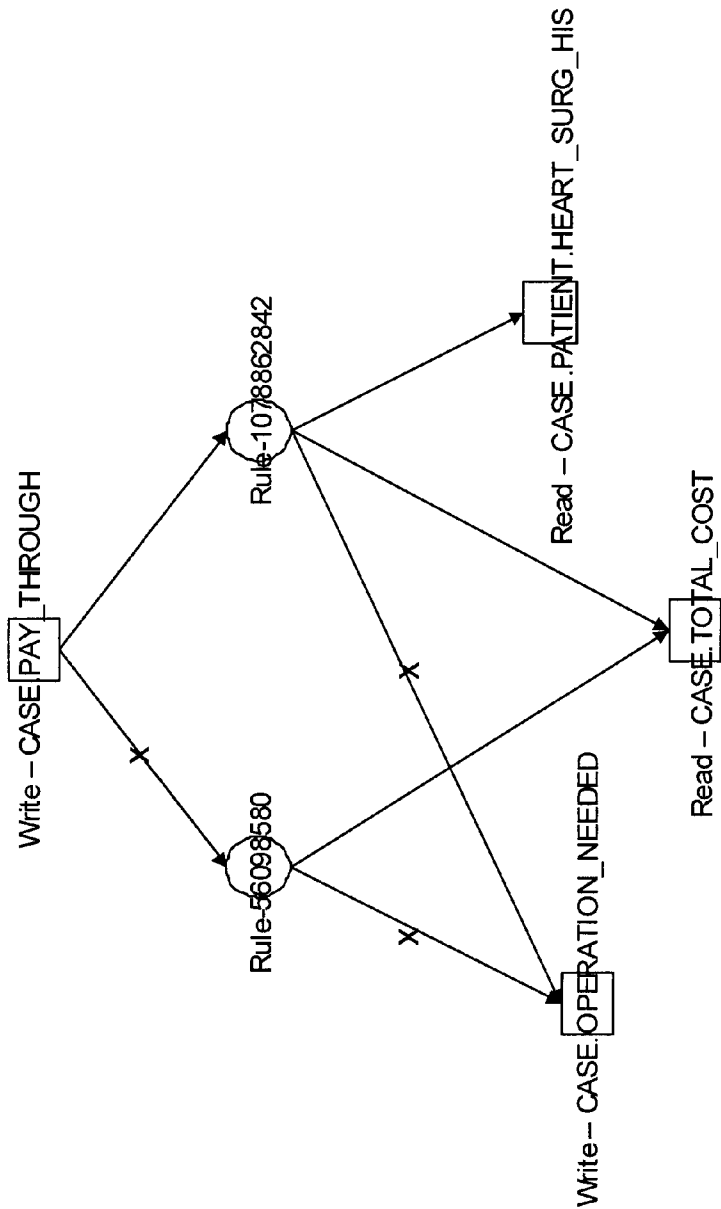 Write – CASE.PAY_THROUGH
X
Rule-56098580
Rule-1078862842
X
X
Write – CASE.OPERATION_NEEDED
Read – CASE.PATIENT.HEART_SURG_HIS
Read – CASE.TOTAL_COST